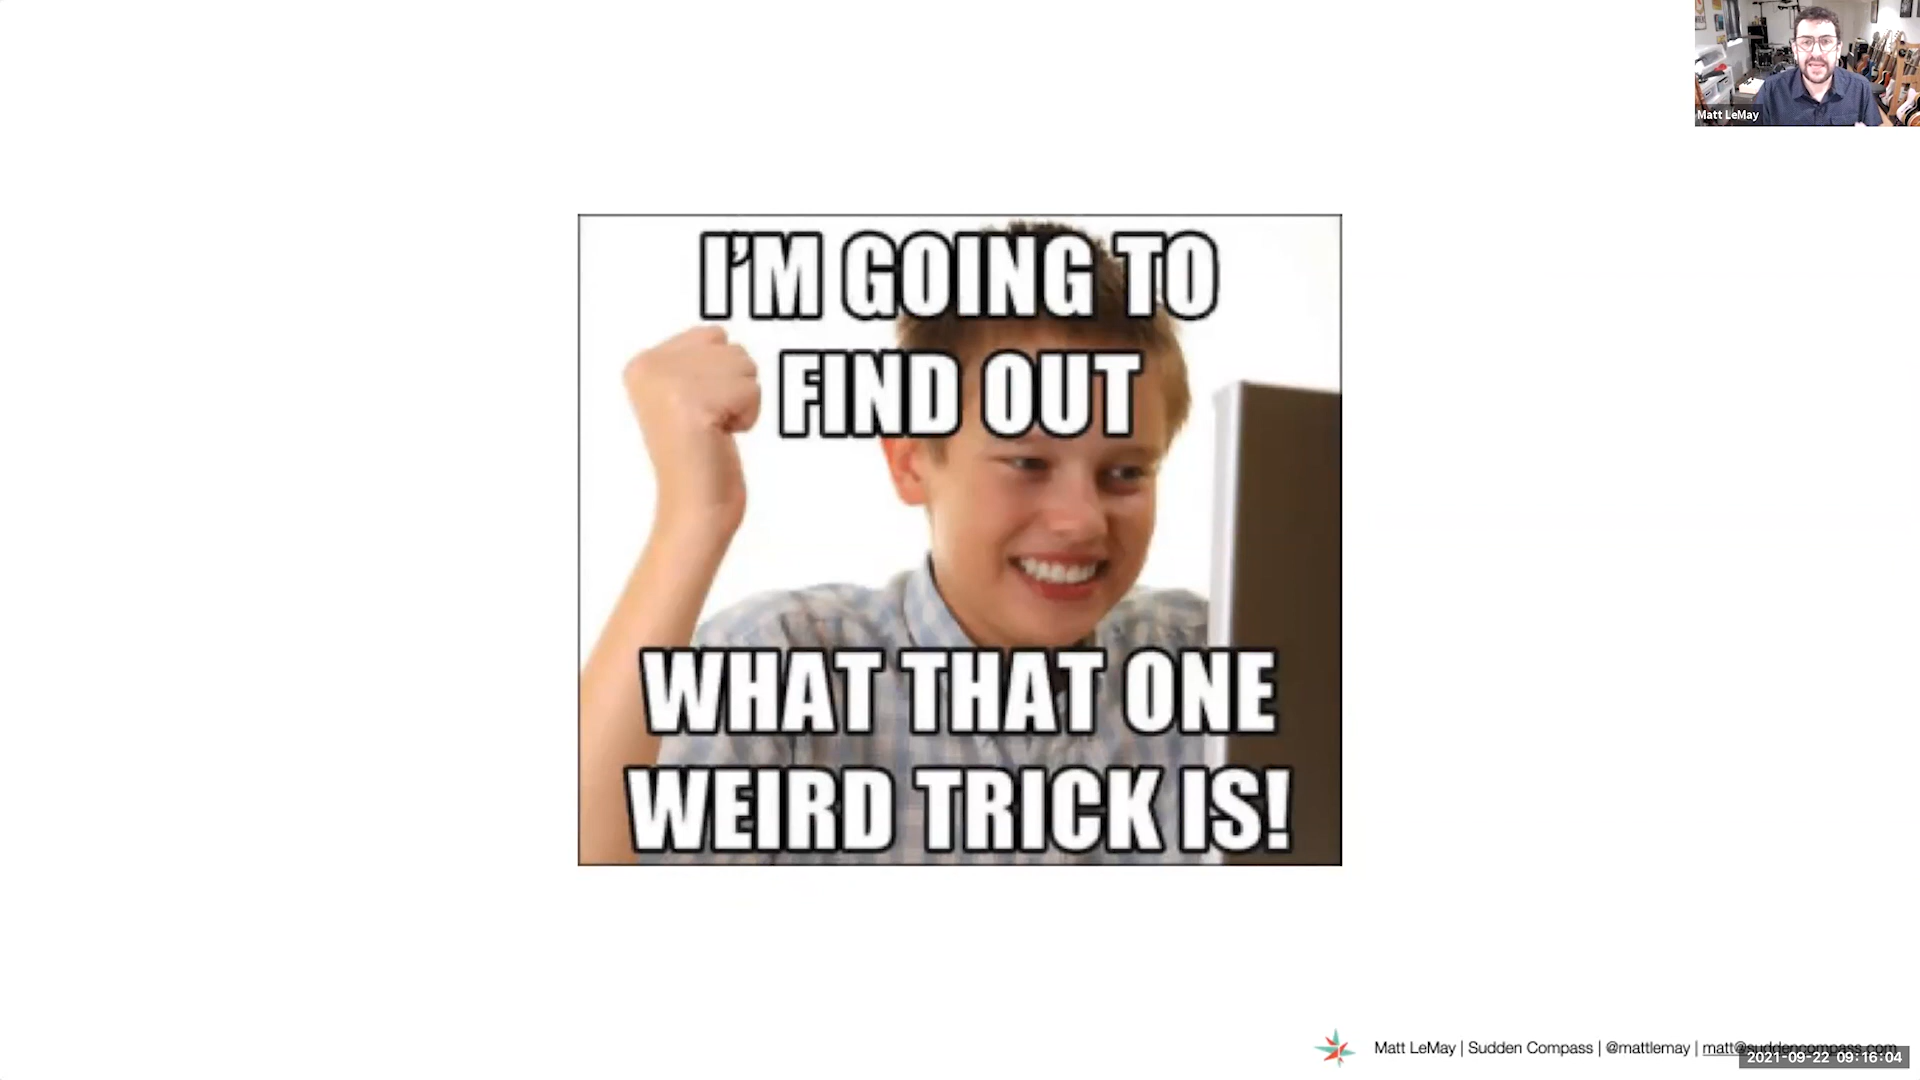 Matt LeMay
I'M GOING TO
FIND OUT
WHAT THAT ONE
WEIRD TRICK IS!
Matt LeMay | Sudden Compass | @mattlemay | matt@suddencompass.com
2021-09-22 09:16:04